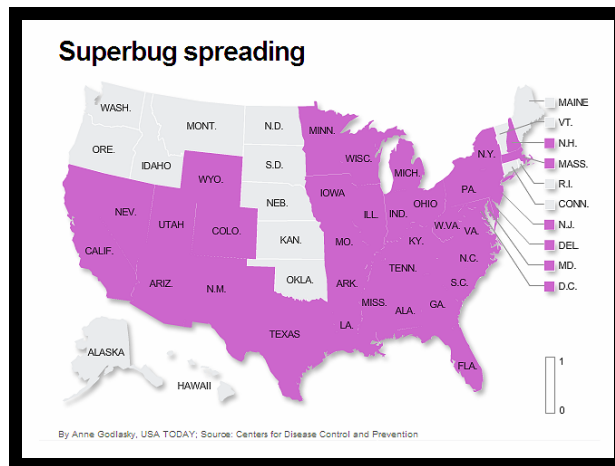 Superbug spreading
WASH.
MONT.
N.D.
MINN.
MAINE
VT.
N.H.
MASS.
R.I.
CONN.
N.J.
DEL
MD.
D.C.
ORE.
IDAHO
S.D.
WISC.
MICH.
N.Y.
WYO.
NEB.
IOWA
PA.
NEV.
UTAH
COLO.
ILL.
IND.
OHIO
W.VA.
VA.
CALIF.
KAN.
MO.
KY.
N.C.
ARIZ.
N.M.
OKLA.
ARK.
TENN.
S.C.
MISS.
ALA.
GA.
TEXAS
LA.
FLA.
ALASKA
HAWAII
1
0
By Anne Godlasky, USA TODAY; Source: Centers for Disease Control and Prevention